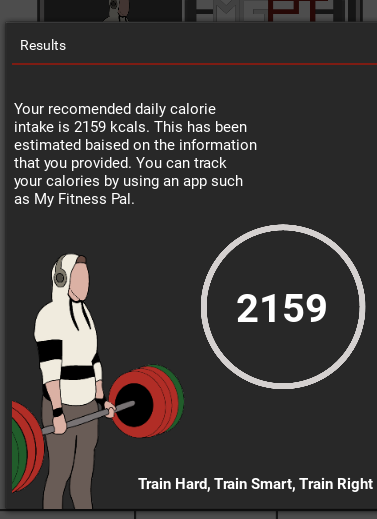 Results
Your recomended daily calorie
intake is 2159 kcals. This has been
estimated baised on the information
that you provided. You can track
your calories by using an app such
as My Fitness Pal.
2159
Train Hard, Train Smart, Train Right